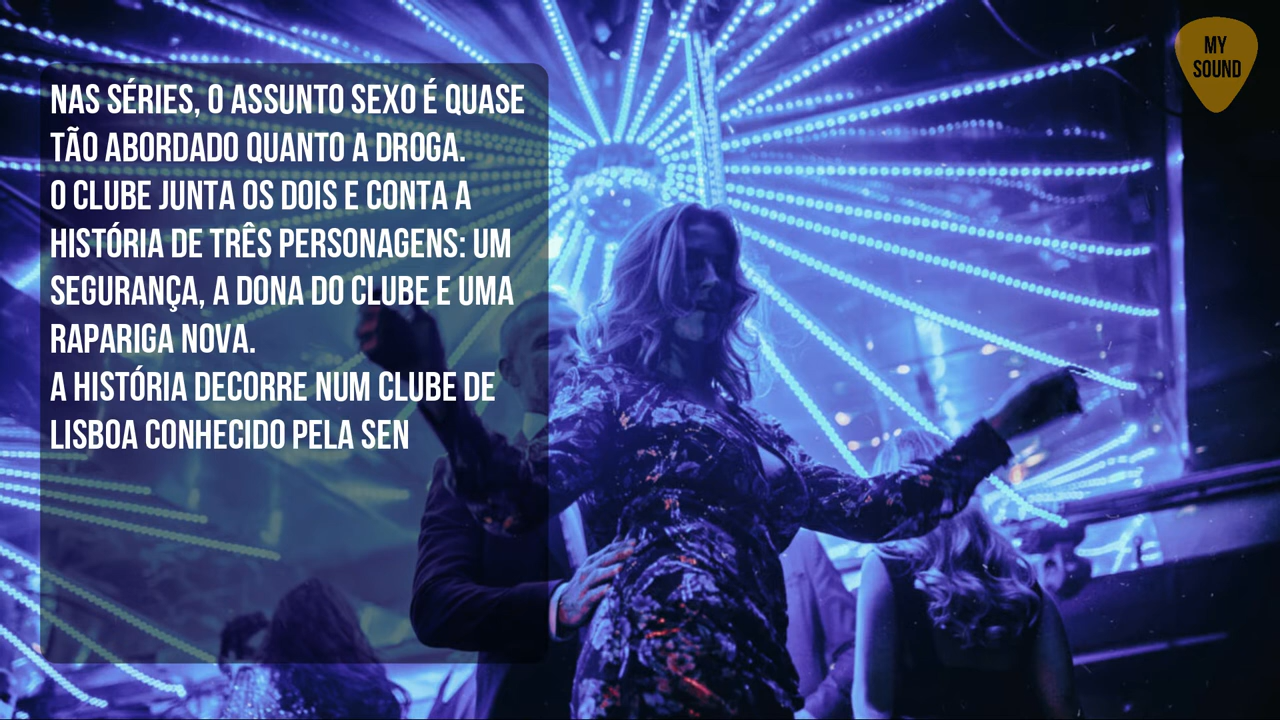 NAS SÉRIES, O ASSUNTO SEXO É QUASE
TÃO ABORDADO QUANTO A DROGA.
O CLUBE JUNTA OS DOIS E CONTA A
HISTÓRIA DE TRÊS PERSONAGENS: UM
SEGURANÇA, A DONA DO CLUBE E UMA
RAPARIGA NOVA.
A HISTÓRIA DECORRE NUM CLUBE DE
LISBOA CONHECIDO PELA SEN
MY
SOUND